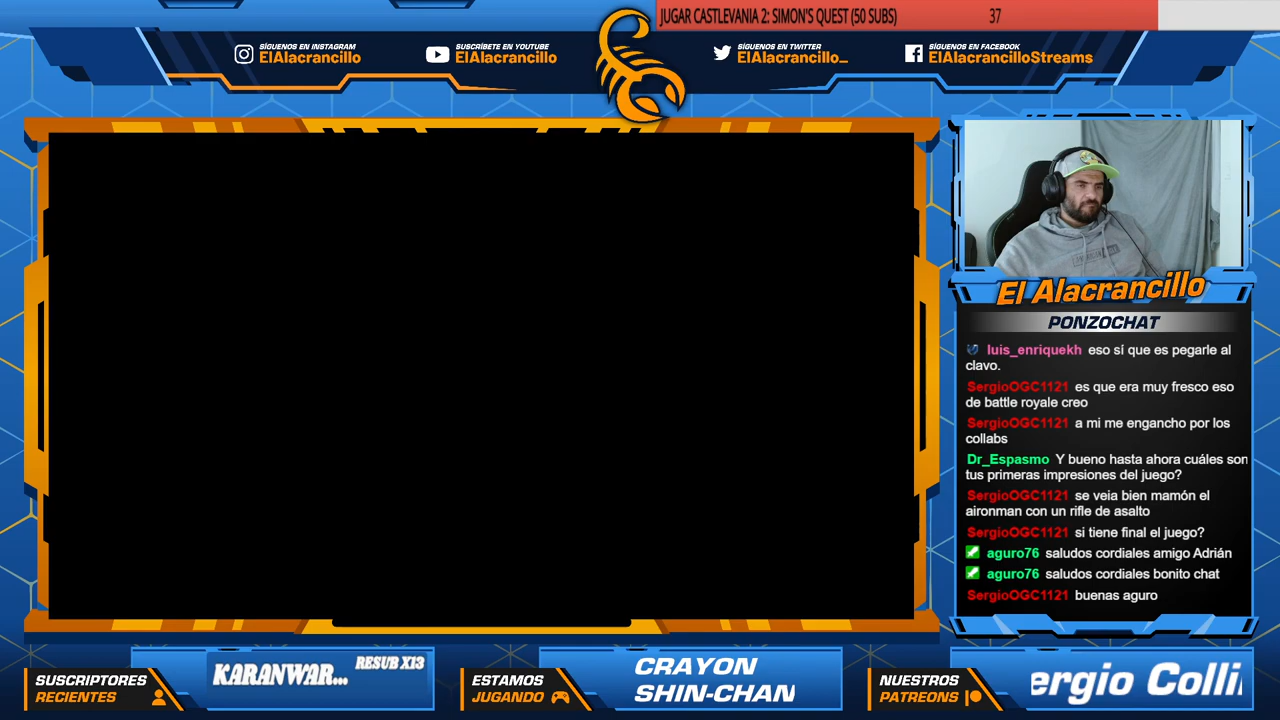 JUGAR CASTLEVANIA 2: SIMON'S QUEST (50 SUBS) 37
SÍGUENOS EN INSTAGRAM
ElAlacrancillo
SUSCRÍBETE EN YOUTUBE
ElAlacrancillo
SÍGUENOS EN TWITTER
ElAlacrancillo_
SÍGUENOS EN FACEBOOK
ElAlacrancilloStreams
El Alacrancillo
PONZOCHAT
luis_enriquekh eso sí que es pegarle al
clavo.
SergioOGC1121 es que era muy fresco eso
de battle royale creo
SergioOGC1121 a mi me engancho por los
collabs
Dr_Espasmo Y bueno hasta ahora cuáles son
tus primeras impresiones del juego?
SergioOGC1121 se veia bien mamón el
aironman con un rifle de asalto
SergioOGC1121 si tiene final el juego?
aguro76 saludos cordiales amigo Adrián
aguro76 saludos cordiales bonito chat
SergioOGC1121 buenas aguro
SUSCRIPTORES
RECIENTES
KARANWAR...
RESUB X13
ESTAMOS
JUGANDO
CRAYON
SHIN-CHAN
NUESTROS
PATREONS
ergio Colli